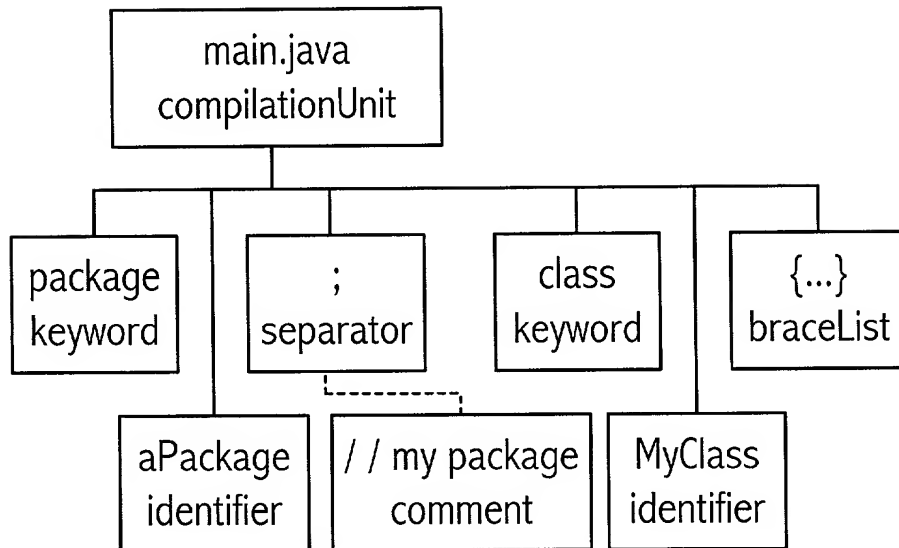 main.java
compilationUnit
package
keyword
;
separator
class
keyword
{...}
braceList
aPackage
identifier
/ / my package
comment
MyClass
identifier